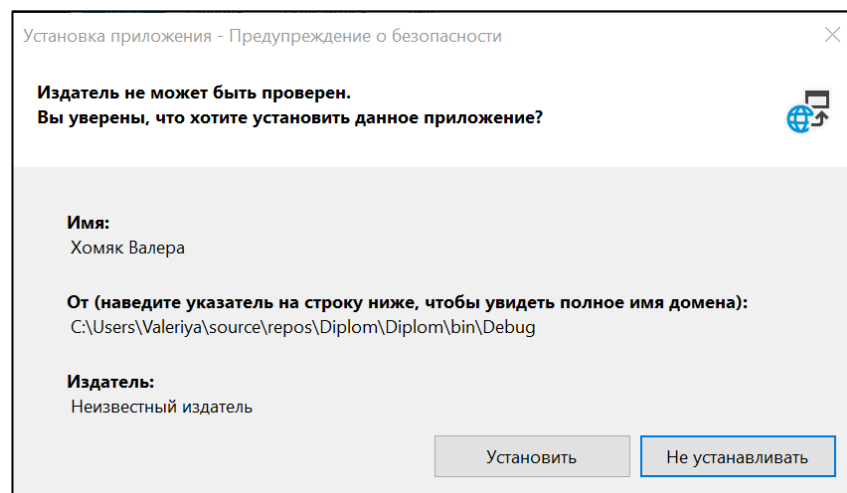 Установка приложения - Предупреждение о безопасности
Издатель не может быть проверен.
Вы уверены, что хотите установить данное приложение?
Имя:
Хомяк Валера
От (наведите указатель на строку ниже, чтобы увидеть полное имя домена):
C:\Users\Valeriya\source\repos\Diplom\Diplom\bin\Debug
Издатель:
Неизвестный издатель
Установить
Не устанавливать